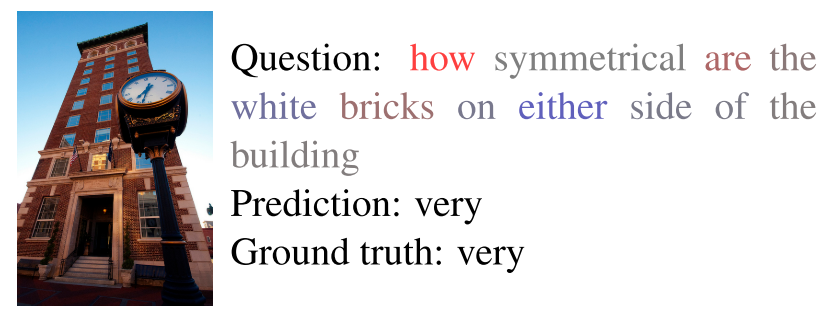 Question: how symmetrical are the
white bricks on either side of the
building
Prediction: very
Ground truth: very